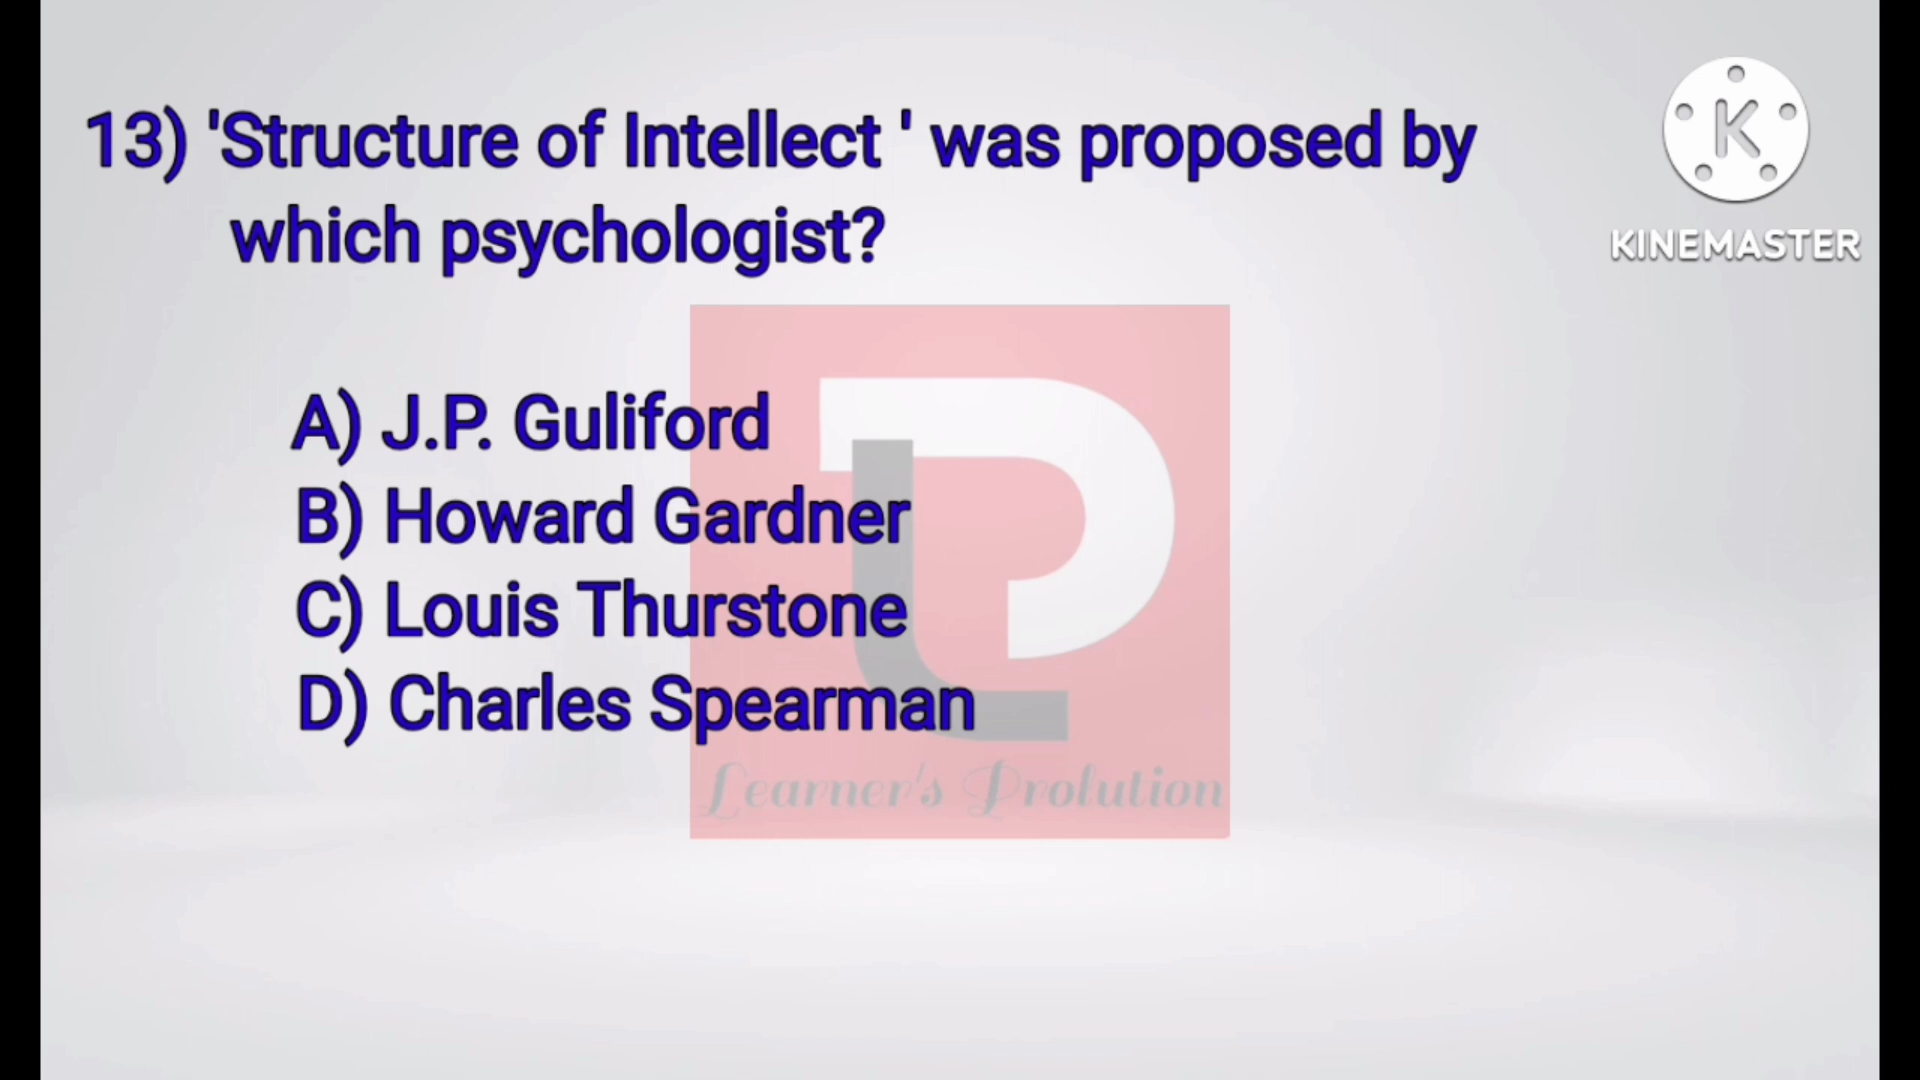 13) 'Structure of Intellect ' was proposed by
which psychologist?
A) J.P. Guliford
B) Howard Gardner
C) Louis Thurstone
D) Charles Spearman
Learner's Prolution
K
KINEMASTER